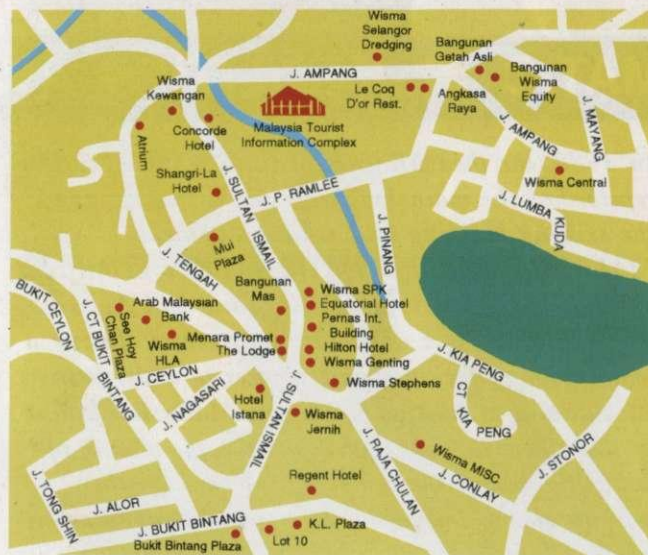 Wisma
Selangor
Dredging
J. AMPANG
Bangunan
Getah Asli
Bangunan
Wisma
Equity
Le Coq
D'or Rest.
Angkasa
Raya
J. AMPANG
J. MAYANG
Wisma
Kewangan
Atrium
Concorde
Hotel
Malaysia Tourist
Information Complex
Wisma Central
J. LUMBA KUDA
Shangri-La
Hotel
J. SULTAN ISMAIL
J. P. RAMLEE
J. PINANG
Mui
Plaza
J. TENGAH
Bangunan
Mas
Wisma SPK
Equatorial Hotel
Pernas Int.
Building
Hilton Hotel
Wisma Genting
BUKIT CEYLON
J. CT BUKIT BINTANG
See Hoy
Chan Plaza
Arab Malaysian
Bank
Wisma
HLA
Menara Promet
The Lodge
J. CEYLON
J. KIA PENG
Wisma Stephens
CT KIA PENG
J. NAGASARI
Hotel
Istana
J. SULTAN ISMAIL
Wisma
Jernih
J. RAJA CHULAN
Wisma MISC
J. CONLAY
J. STONOR
J. TONG SHIN
J. ALOR
Regent Hotel
J. BUKIT BINTANG
Bukit Bintang Plaza
Lot 10
K.L. Plaza